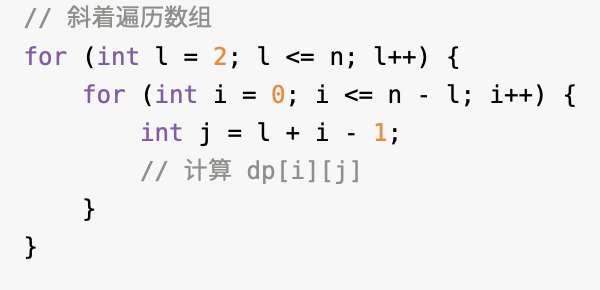 // 斜着遍历数组
for (int l = 2; l <= n; l++) {
    for (int i = 0; i <= n - l; i++) {
        int j = l + i - 1;
        // 计算 dp[i][j]
    }
}